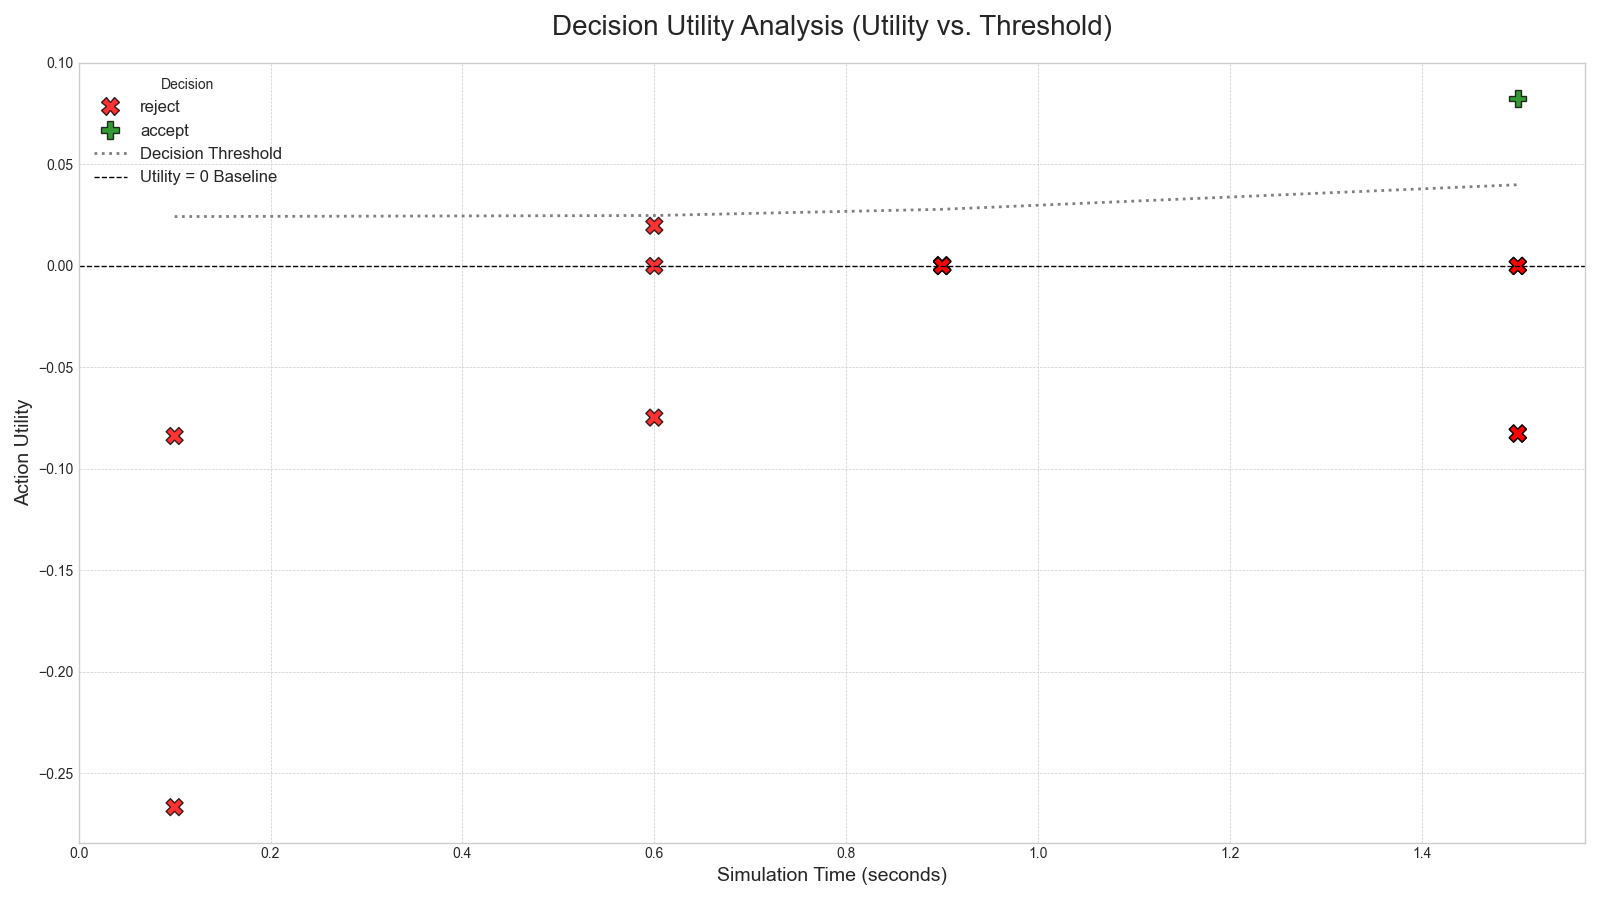 Decision Utility Analysis (Utility vs. Threshold)
Decision
reject
accept
Decision Threshold
Utility = 0 Baseline
Action Utility
0.10
0.05
0.00
−0.05
−0.10
−0.15
−0.20
−0.25
0.0 0.2 0.4 0.6 0.8 1.0 1.2 1.4
Simulation Time (seconds)